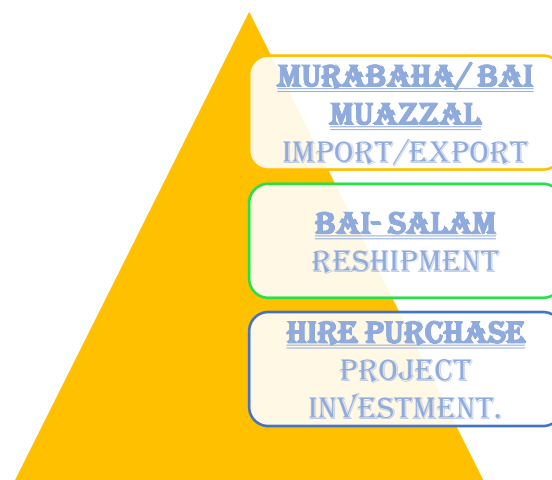 MURABAHA/ BAI
MUAZZAL
IMPORT/EXPORT
BAI- SALAM
RESHIPMENT
HIRE PURCHASE
PROJECT
INVESTMENT.